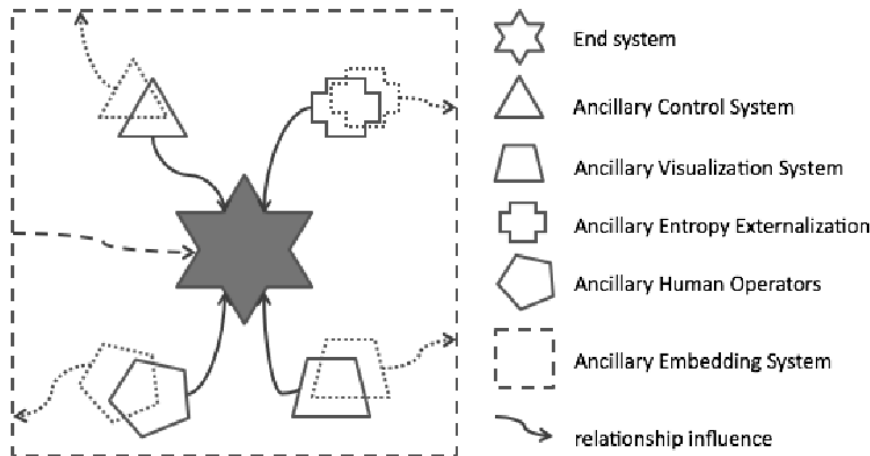 End system
Ancillary Control System
Ancillary Visualization System
Ancillary Entropy Externalization
Ancillary Human Operators
Ancillary Embedding System
relationship influence